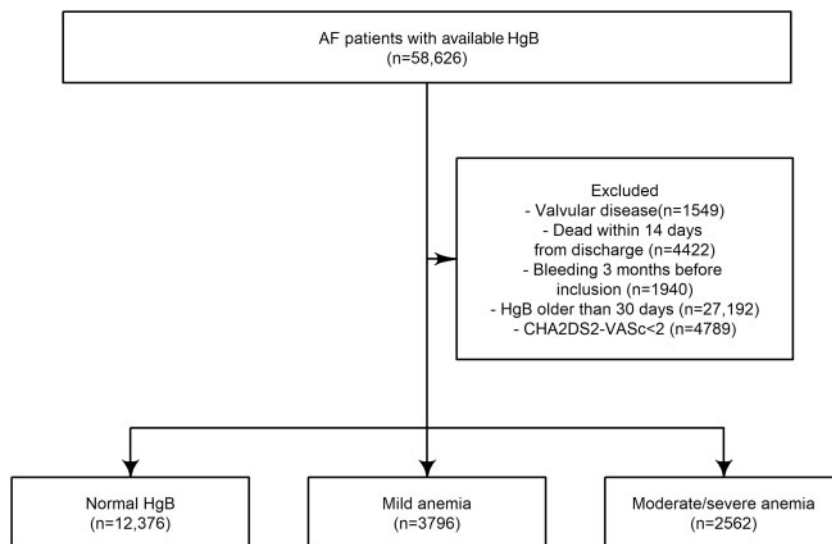 AF patients with available HgB
(n=58,626)
Excluded
- Valvular disease(n=1549)
- Dead within 14 days
from discharge (n=4422)
- Bleeding 3 months before
inclusion (n=1940)
- HgB older than 30 days (n=27,192)
- CHA2DS2-VASc<2 (n=4789)
Normal HgB
(n=12,376)
Mild anemia
(n=3796)
Moderate/severe anemia
(n=2562)